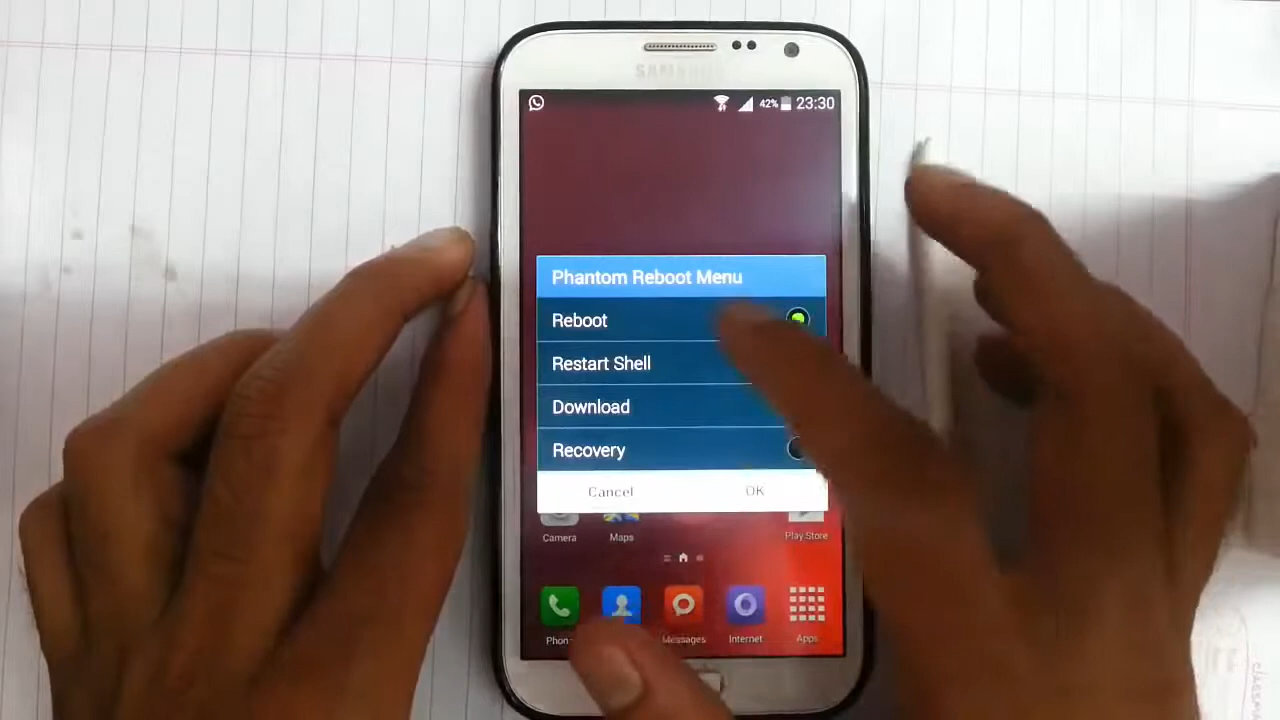 SAMSUNG
42% 23:30
Phantom Reboot Menu
Reboot
Restart Shell
Download
Recovery
Cancel OK
Camera Maps Play Store
Phon Messages Internet Apps